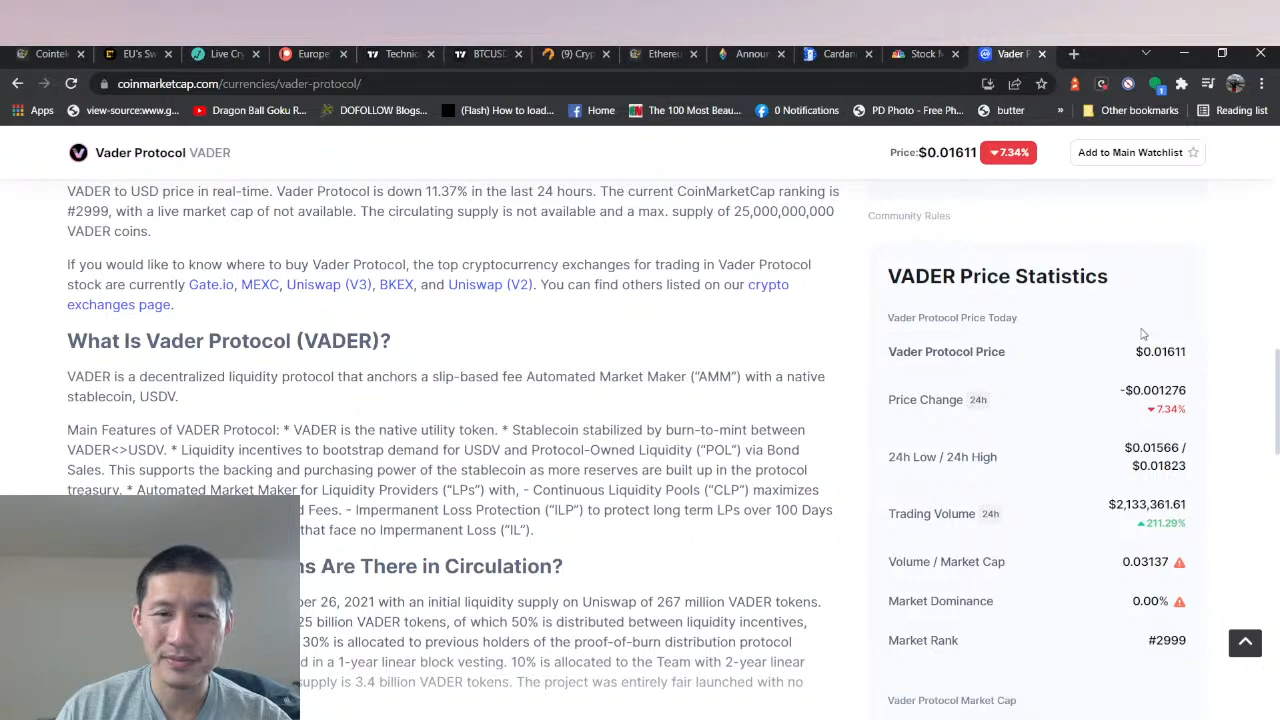 Cointel
EU's Sw
Live Cry
Europe
Technic
BTCUSD
(9) Cryp
Ethereu
Announ
Cardano
Stock M
Vader P
coinmarketcap.com/currencies/vader-protocol/
Apps
view-source:www.g...
Dragon Ball Goku R...
DOFOLLOW Blogs...
(Flash) How to load...
Home
The 100 Most Beau...
0 Notifications
PD Photo - Free Ph...
butter
»
Other bookmarks
Reading list
Vader Protocol VADER
Price:$0.01611
7.34%
Add to Main Watchlist
VADER to USD price in real-time. Vader Protocol is down 11.37% in the last 24 hours. The current CoinMarketCap ranking is
#2999, with a live market cap of not available. The circulating supply is not available and a max. supply of 25,000,000,000
VADER coins.
If you would like to know where to buy Vader Protocol, the top cryptocurrency exchanges for trading in Vader Protocol
stock are currently Gate.io, MEXC, Uniswap (V3), BKEX, and Uniswap (V2). You can find others listed on our crypto
exchanges page.
What Is Vader Protocol (VADER)?
VADER is a decentralized liquidity protocol that anchors a slip-based fee Automated Market Maker (“AMM”) with a native
stablecoin, USDV.
Main Features of VADER Protocol: * VADER is the native utility token. * Stablecoin stabilized by burn-to-mint between
VADER<>USDV. * Liquidity incentives to bootstrap demand for USDV and Protocol-Owned Liquidity (“POL”) via Bond
Sales. This supports the backing and purchasing power of the stablecoin as more reserves are built up in the protocol
treasury. * Automated Market Maker for Liquidity Providers (“LPs”) with, - Continuous Liquidity Pools (“CLP”) maximizes
d Fees. - Impermanent Loss Protection (“ILP”) to protect long term LPs over 100 Days
that face no Impermanent Loss (”IL”).
ns Are There in Circulation?
ber 26, 2021 with an initial liquidity supply on Uniswap of 267 million VADER tokens.
25 billion VADER tokens, of which 50% is distributed between liquidity incentives,
30% is allocated to previous holders of the proof-of-burn distribution protocol
d in a 1-year linear block vesting. 10% is allocated to the Team with 2-year linear
supply is 3.4 billion VADER tokens. The project was entirely fair launched with no
Community Rules
VADER Price Statistics
Vader Protocol Price Today
Vader Protocol Price $0.01611
Price Change 24h -$0.001276
7.34%
24h Low / 24h High $0.01566 /
$0.01823
Trading Volume 24h $2,133,361.61
211.29%
Volume / Market Cap 0.03137
Market Dominance 0.00%
Market Rank #2999
Vader Protocol Market Cap